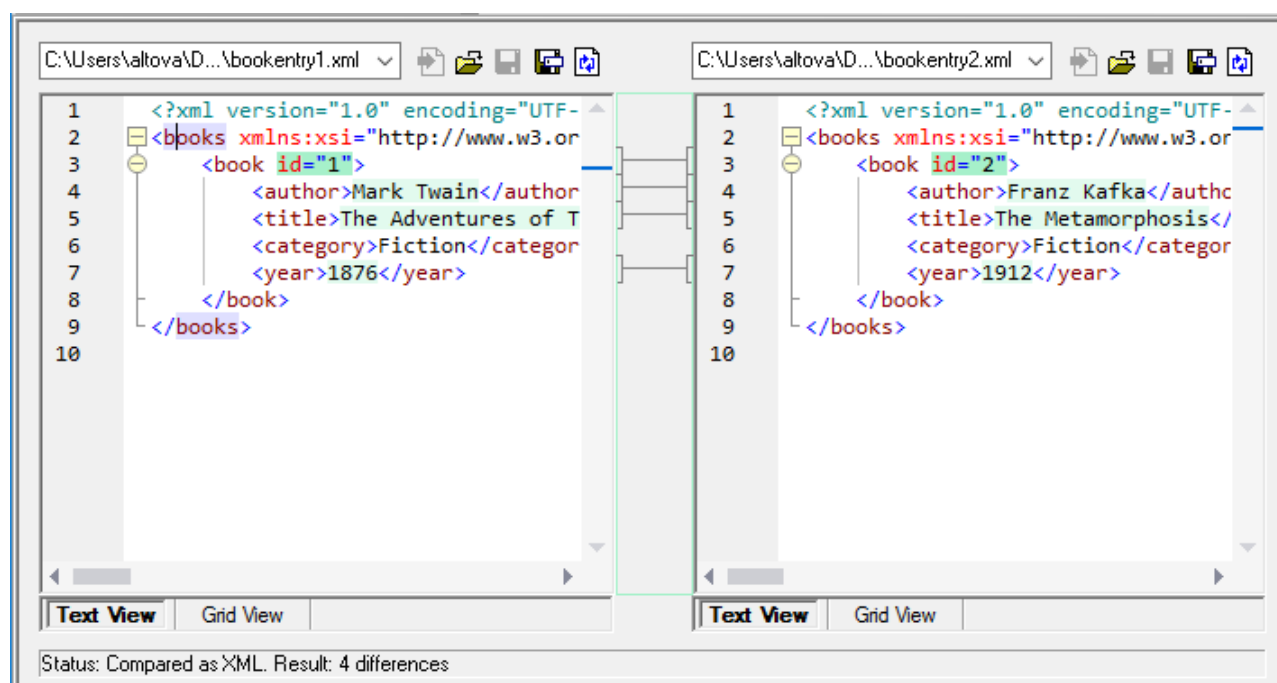 C:\Users\altova\D...\bookentry1.xml
1 <?xml version="1.0" encoding="UTF-
2 <books xmlns:xsi="http://www.w3.or
3 <book id="1">
4 <author>Mark Twain</author
5 <title>The Adventures of T
6 <category>Fiction</categor
7 <year>1876</year>
8 </book>
9 </books>
10
Text View Grid View
C:\Users\altova\D...\bookentry2.xml
1 <?xml version="1.0" encoding="UTF-
2 <books xmlns:xsi="http://www.w3.or
3 <book id="2">
4 <author>Franz Kafka</autho
5 <title>The Metamorphosis</
6 <category>Fiction</categor
7 <year>1912</year>
8 </book>
9 </books>
10
Text View Grid View
Status: Compared as XML. Result: 4 differences